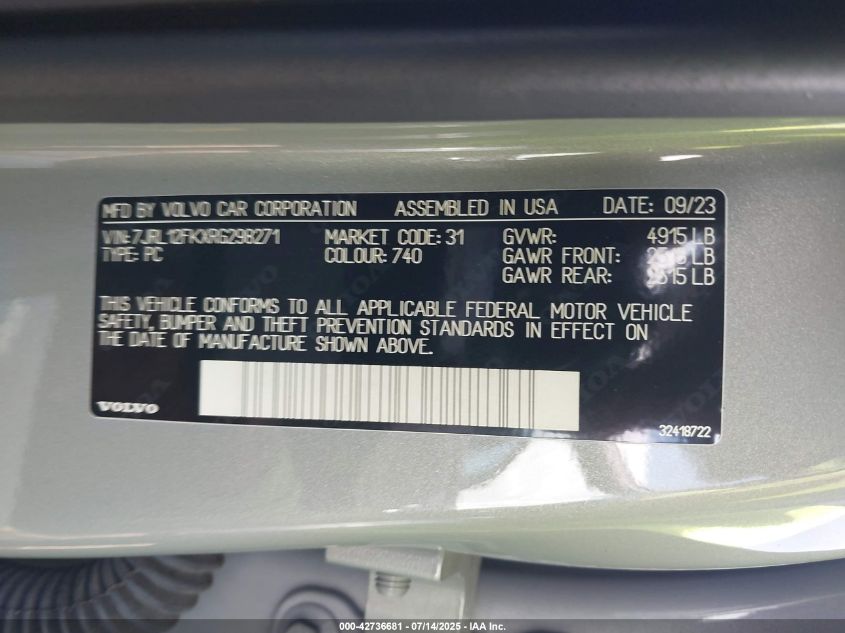 MFD BY VOLVO CAR CORPORATION ASSEMBLED IN USA DATE: 09/23
VIN:7JRL12FKXRG298271 MARKET CODE: 31 GVWR: 4915 LB
TYPE: PC COLOUR: 740 GAWR FRONT: LB
GAWR REAR: LB
THIS VEHICLE CONFORMS TO ALL APPLICABLE FEDERAL MOTOR VEHICLE
SAFETY, BUMPER AND THEFT PREVENTION STANDARDS IN EFFECT ON
THE DATE OF MANUFACTURE SHOWN ABOVE.
VOLVO
32418722
000-42736681 - 07/14/2025 - IAA Inc.